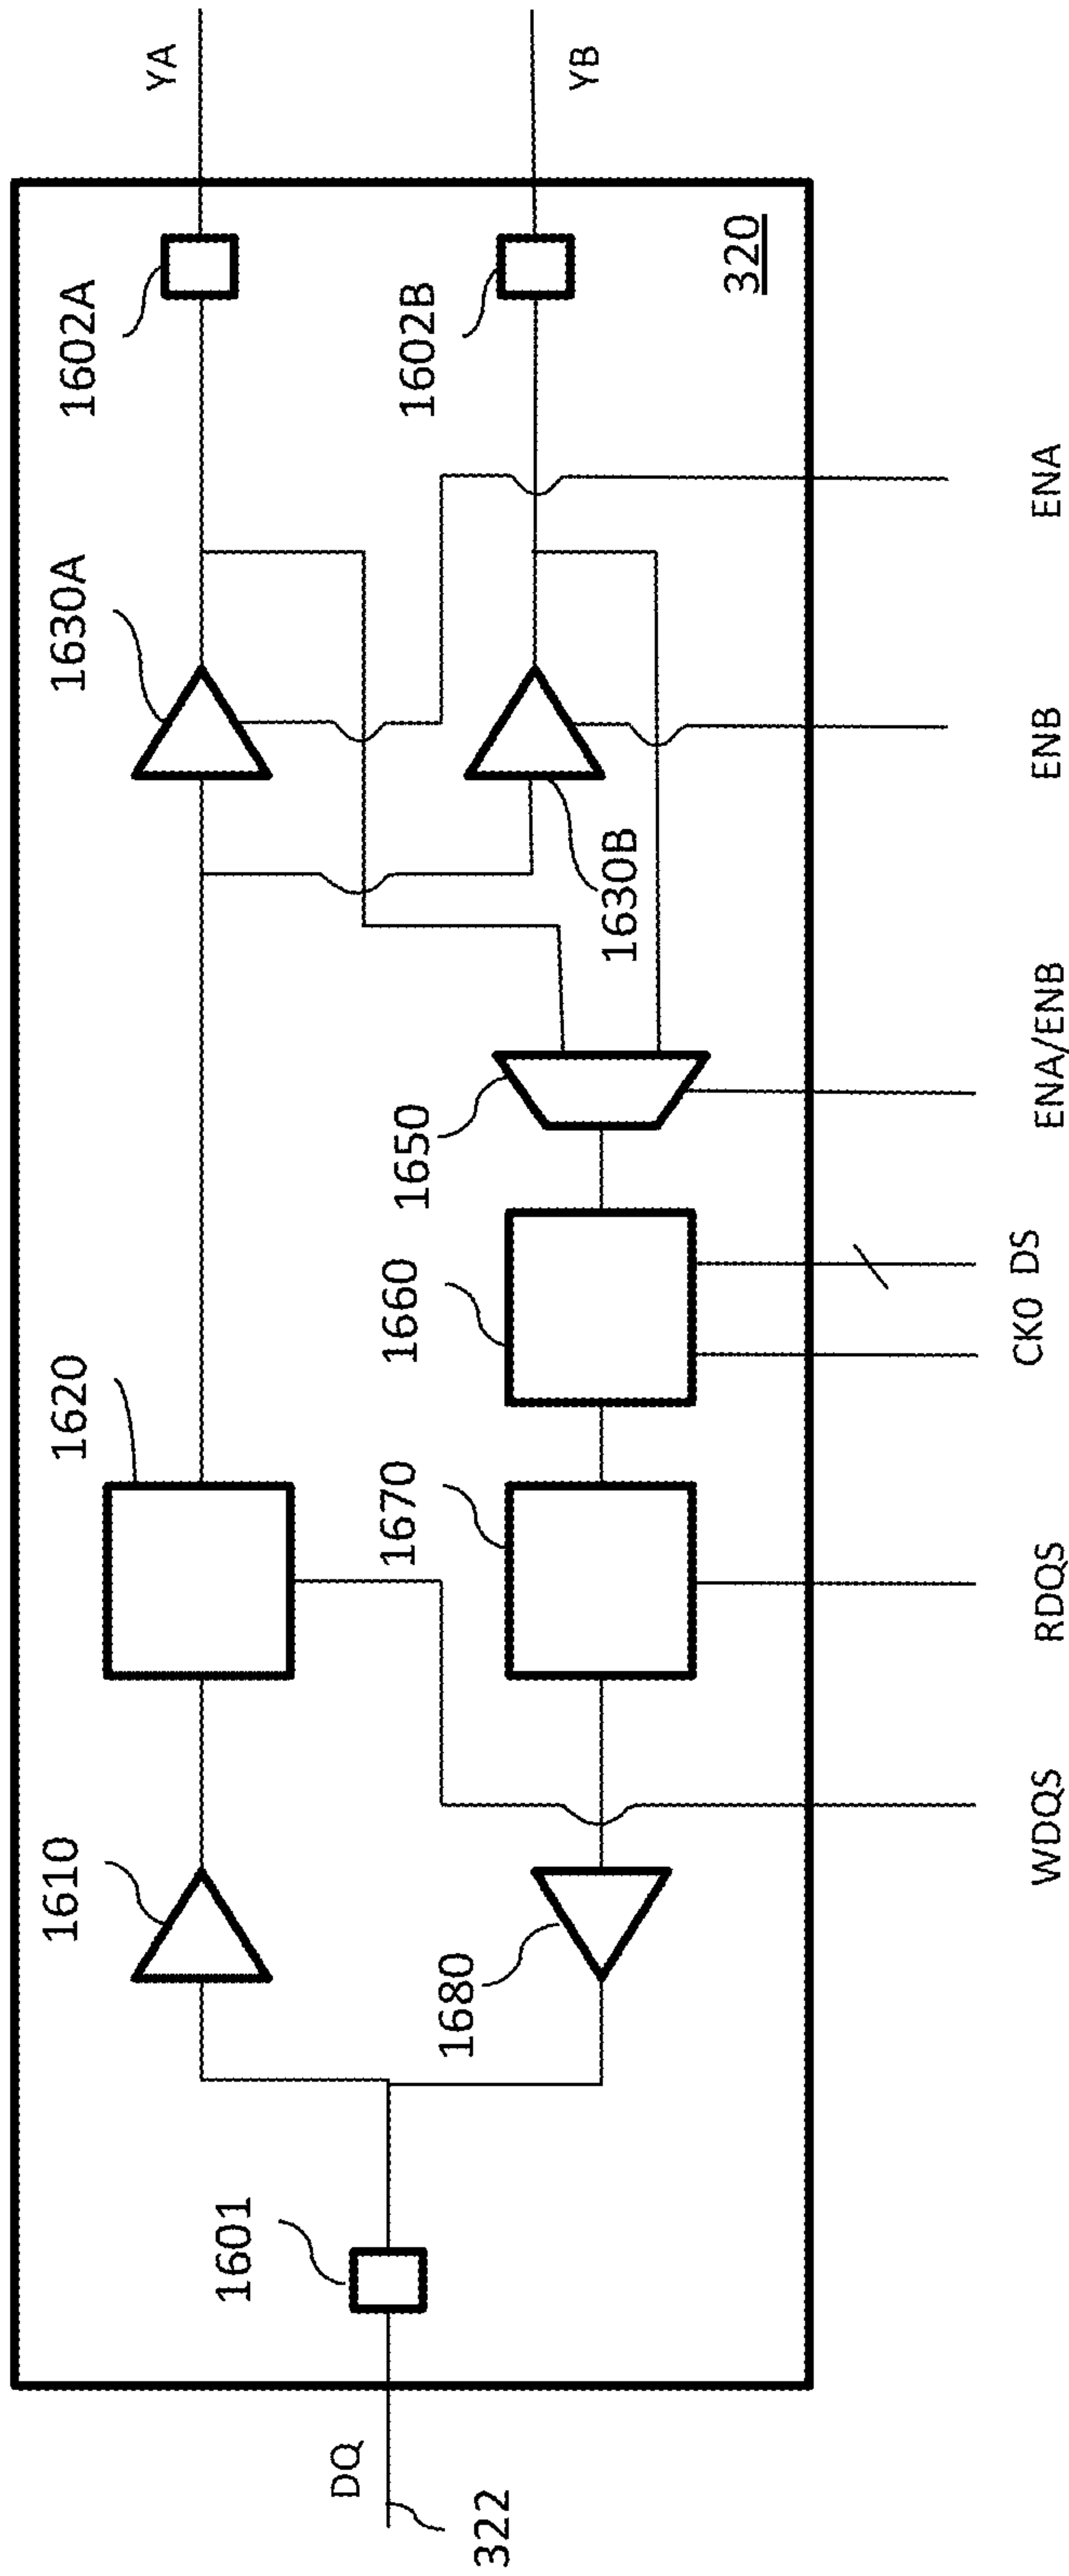 1610
1620
1630A
1602A
YA
1601
DQ
322
1680
1670
1660
1650
1630B
1602B
YB
320
WDQS
RDQS
CK0
DS
ENA/ENB
ENB
ENA